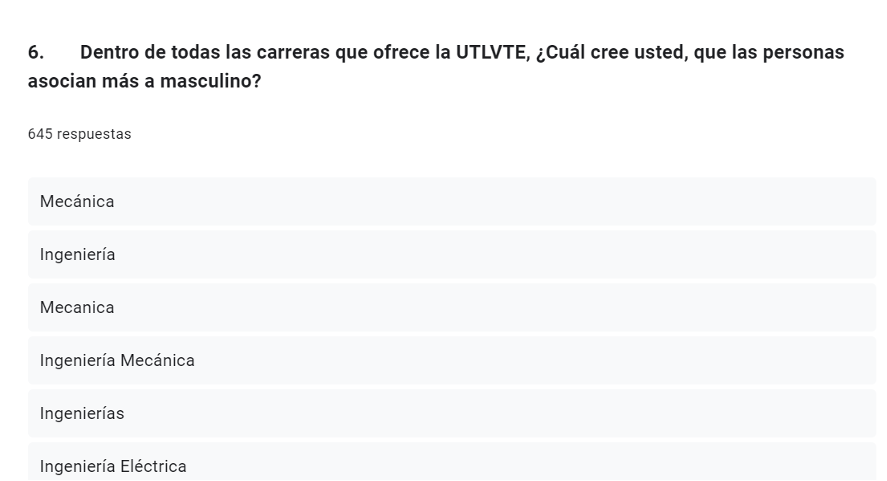 6. Dentro de todas las carreras que ofrece la UTLVTE, ¿Cuál cree usted, que las personas
asocian más a masculino?
645 respuestas
Mecánica
Ingeniería
Mecanica
Ingeniería Mecánica
Ingenierías
Ingeniería Eléctrica